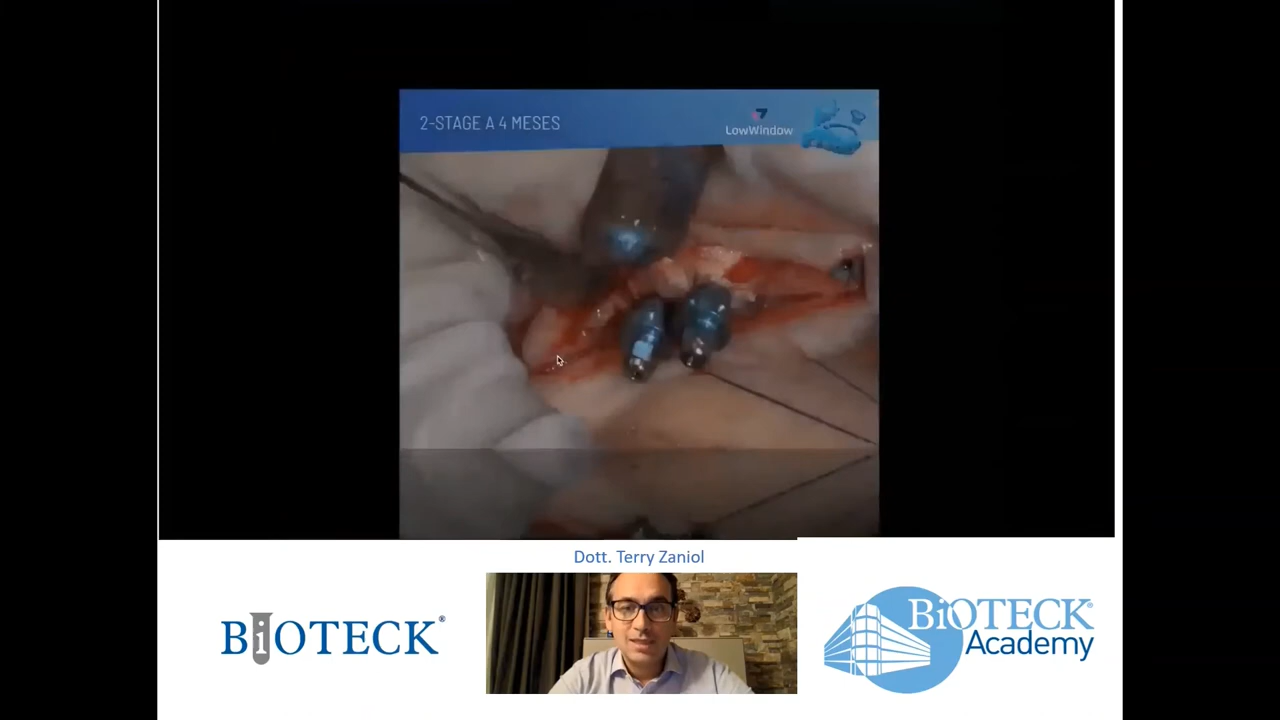 2-STAGE A 4 MESES
LowWindow
Dott. Terry Zaniol
BiOTECK®
BiOTECK®
Academy